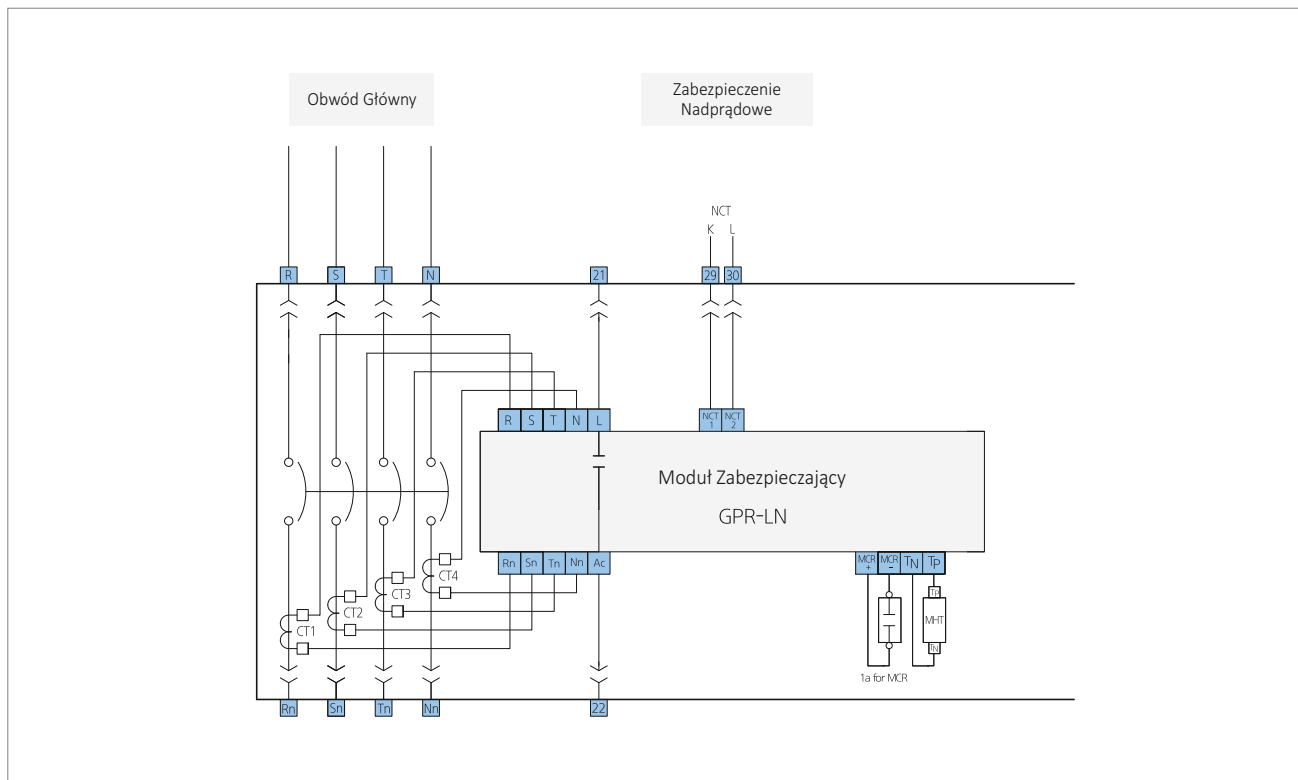 Obwód Główny
Zabezpieczenie
Nadprądowe
NCT
K L
R S T N 21 29 30
R S T N L
NCT
1
NCT
2
Moduł Zabezpieczający
GPR-LN
Rn Sn Tn Nn Ac
MCR
+
MCR
-
TN TP
CT4
CT3
CT2
CT1
TP
MHT
TN
1a for MCR
Rn Sn Tn Nn 22